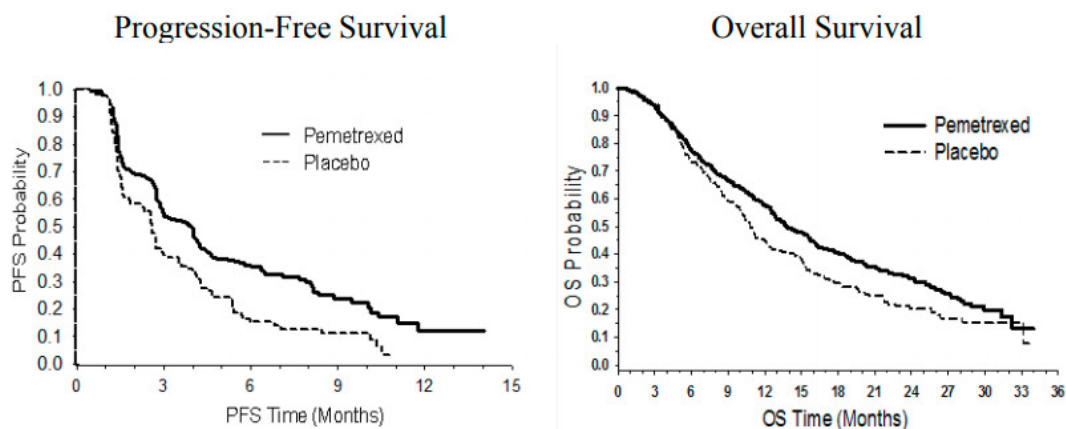 Progression-Free Survival
PFS Probability
1.0
0.9
0.8
0.7
0.6
0.5
0.4
0.3
0.2
0.1
0.0
Pemetrexed
Placebo
0 3 6 9 12 15
PFS Time (Months)
Overall Survival
OS Probability
1.0
0.9
0.8
0.7
0.6
0.5
0.4
0.3
0.2
0.1
0.0
Pemetrexed
Placebo
0 3 6 9 12 15 18 21 24 27 30 33 36
OS Time (Months)